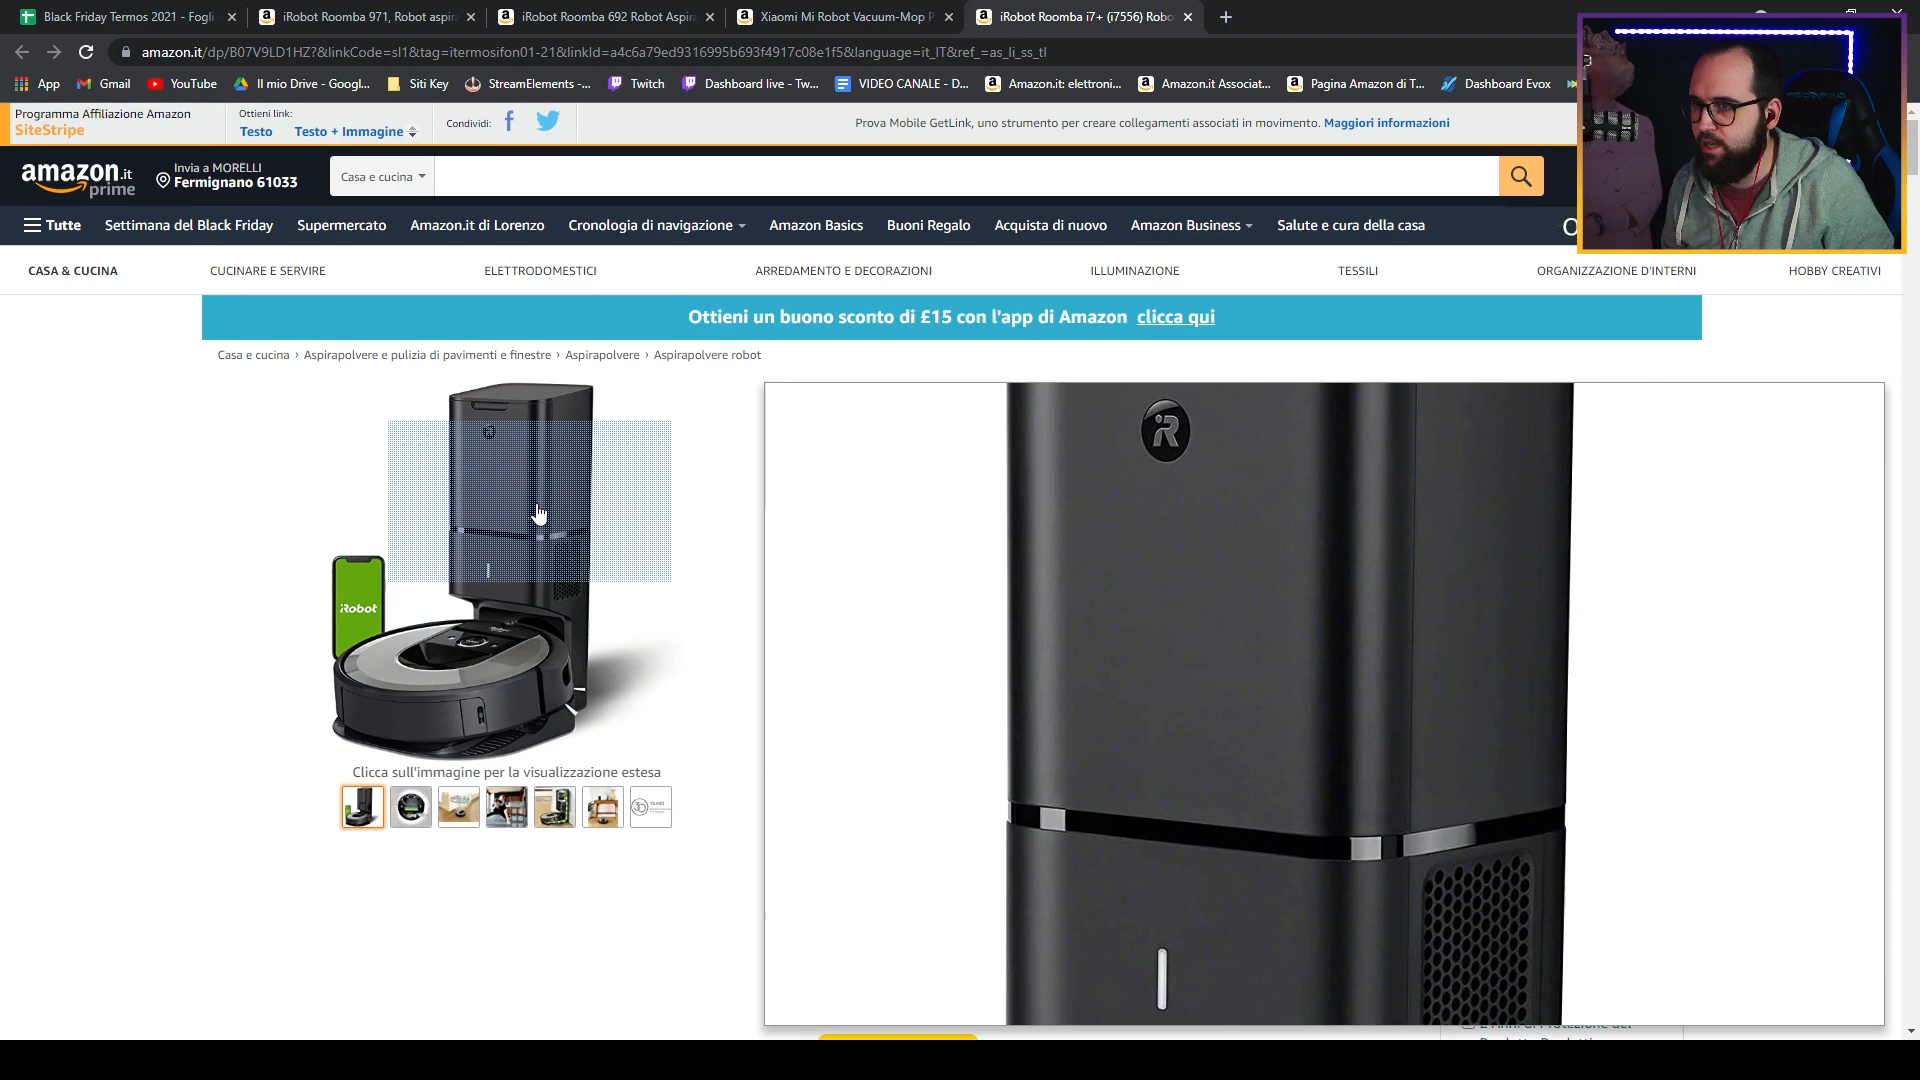 Black Friday Termos 2021 - Fogli
iRobot Roomba 971, Robot aspir
iRobot Roomba 692 Robot Aspira
Xiaomi Mi Robot Vacuum-Mop P
iRobot Roomba i7+ (i7556) Robo
amazon.it/dp/B07V9LD1HZ?&linkCode=sl1&tag=itermosifon01-21&linkId=a4c6a79ed9316995b693f4917c08e1f5&language=it_IT&ref_=as_li_ss_tl
App
Gmail
YouTube
Il mio Drive - Googl...
Siti Key
StreamElements -...
Twitch
Dashboard live - Tw...
VIDEO CANALE - D...
Amazon.it: elettroni...
Amazon.it Associat...
Pagina Amazon di T...
Dashboard Evox
Programma Affiliazione Amazon
SiteStripe
Ottieni link:
Testo
Testo + Immagine
Condividi:
Prova Mobile GetLink, uno strumento per creare collegamenti associati in movimento. Maggiori informazioni
amazon.it
prime
Invia a MORELLI
Fermignano 61033
Casa e cucina
Tutte
Settimana del Black Friday
Supermercato
Amazon.it di Lorenzo
Cronologia di navigazione
Amazon Basics
Buoni Regalo
Acquista di nuovo
Amazon Business
Salute e cura della casa
CASA & CUCINA
CUCINARE E SERVIRE
ELETTRODOMESTICI
ARREDAMENTO E DECORAZIONI
ILLUMINAZIONE
TESSILI
ORGANIZZAZIONE D'INTERNI
HOBBY CREATIVI
Ottieni un buono sconto di £15 con l'app di Amazon clicca qui
Casa e cucina › Aspirapolvere e pulizia di pavimenti e finestre › Aspirapolvere › Aspirapolvere robot
iRobot
Clicca sull'immagine per la visualizzazione estesa